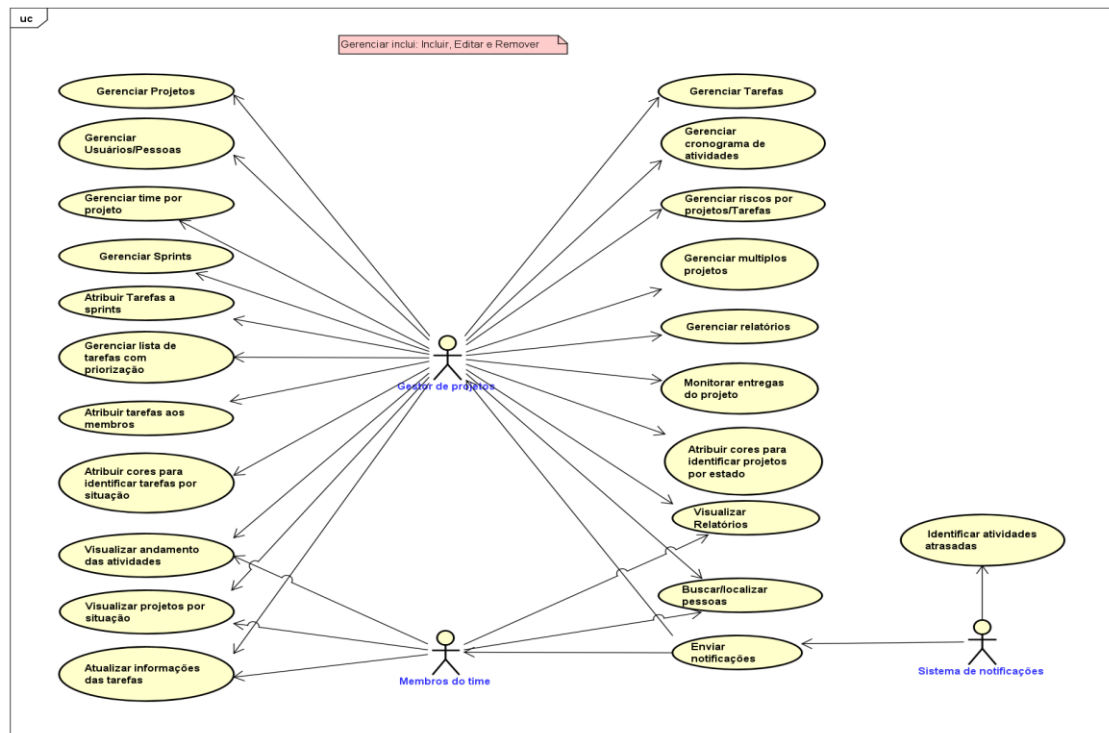 uc
Gerenciar inclui: Incluir, Editar e Remover
Gerenciar Projetos
Gerenciar
Usuários/Pessoas
Gerenciar time por
projeto
Gerenciar Sprints
Atribuir Tarefas a
sprints
Gerenciar lista de
tarefas com
priorização
Atribuir tarefas aos
membros
Atribuir cores para
identificar tarefas por
situação
Visualizar andamento
das atividades
Visualizar projetos por
situação
Atualizar informações
das tarefas
Gestor de projetos
Membros do time
Gerenciar Tarefas
Gerenciar
cronograma de
atividades
Gerenciar riscos por
projetos/Tarefas
Gerenciar multiplos
projetos
Gerenciar relatórios
Monitorar entregas
do projeto
Atribuir cores para
identificar projetos
por estado
Visualizar
Relatórios
Buscar/localizar
pessoas
Enviar
notificações
Identificar atividades
atrasadas
Sistema de notificações